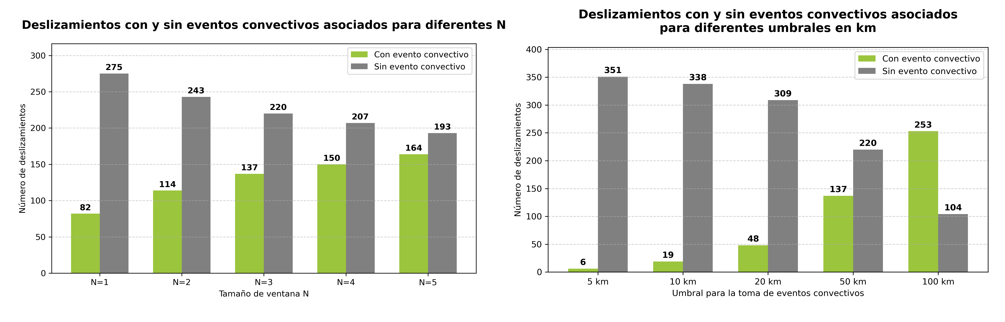 Deslizamientos con y sin eventos convectivos asociados para diferentes N
Con evento convectivo
Sin evento convectivo
Número de deslizamientos
300
250
200
150
100
50
0
82
275
114
243
137
220
150
207
164
193
N=1
N=2
N=3
N=4
N=5
Tamaño de ventana N
Deslizamientos con y sin eventos convectivos asociados
para diferentes umbrales en km
Con evento convectivo
Sin evento convectivo
Número de deslizamientos
400
350
300
250
200
150
100
50
0
6
351
19
338
48
309
137
220
253
104
5 km
10 km
20 km
50 km
100 km
Umbral para la toma de eventos convectivos